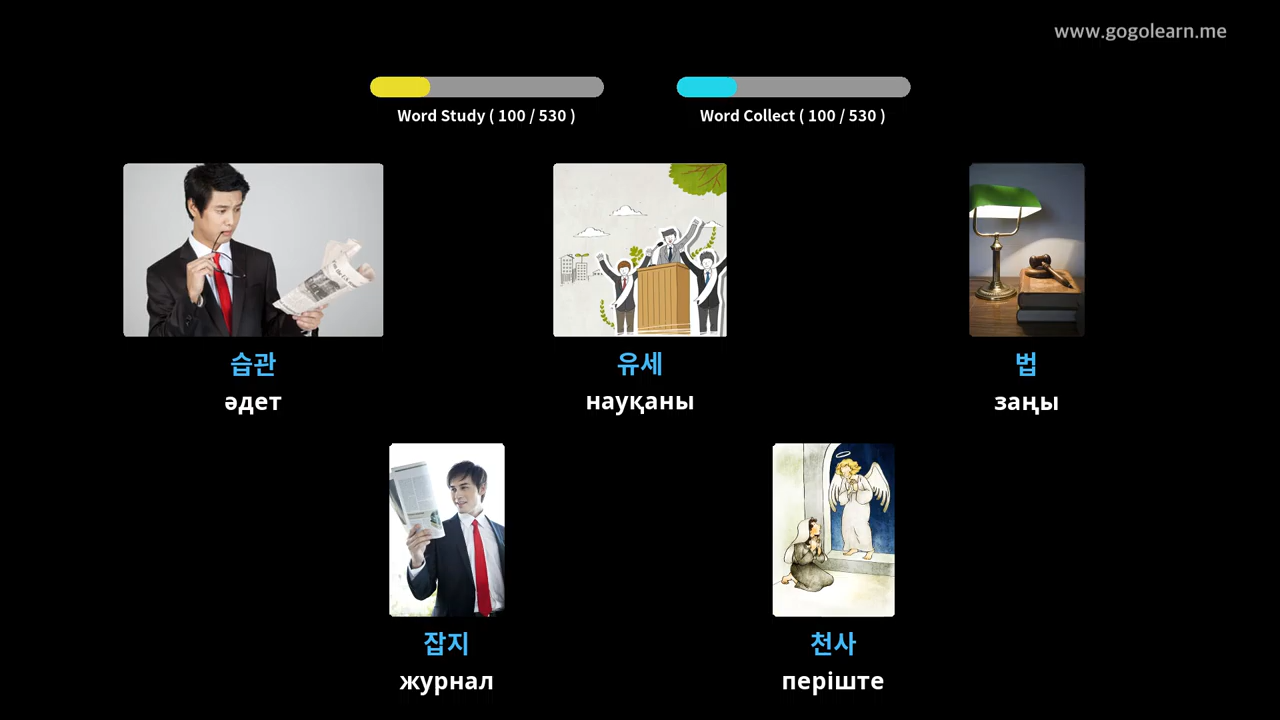 www.gogolearn.me
Word Study ( 100 / 530 )
Word Collect ( 100 / 530 )
습관
әдет
유세
науқаны
법
заңы
잡지
журнал
천사
періште